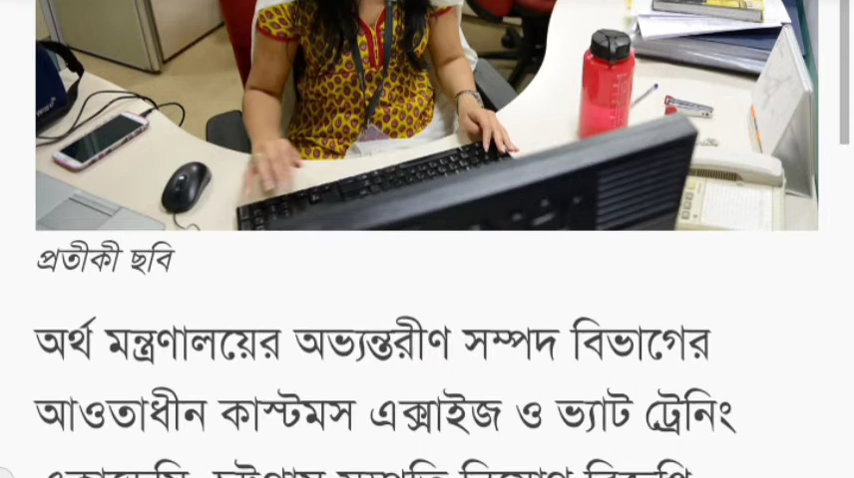 প্রতীকী ছবি
অর্থ মন্ত্রণালয়ের অভ্যন্তরীণ সম্পদ বিভাগের
আওতাধীন কাস্টমস এক্সাইজ ও ভ্যাট ট্রেনিং